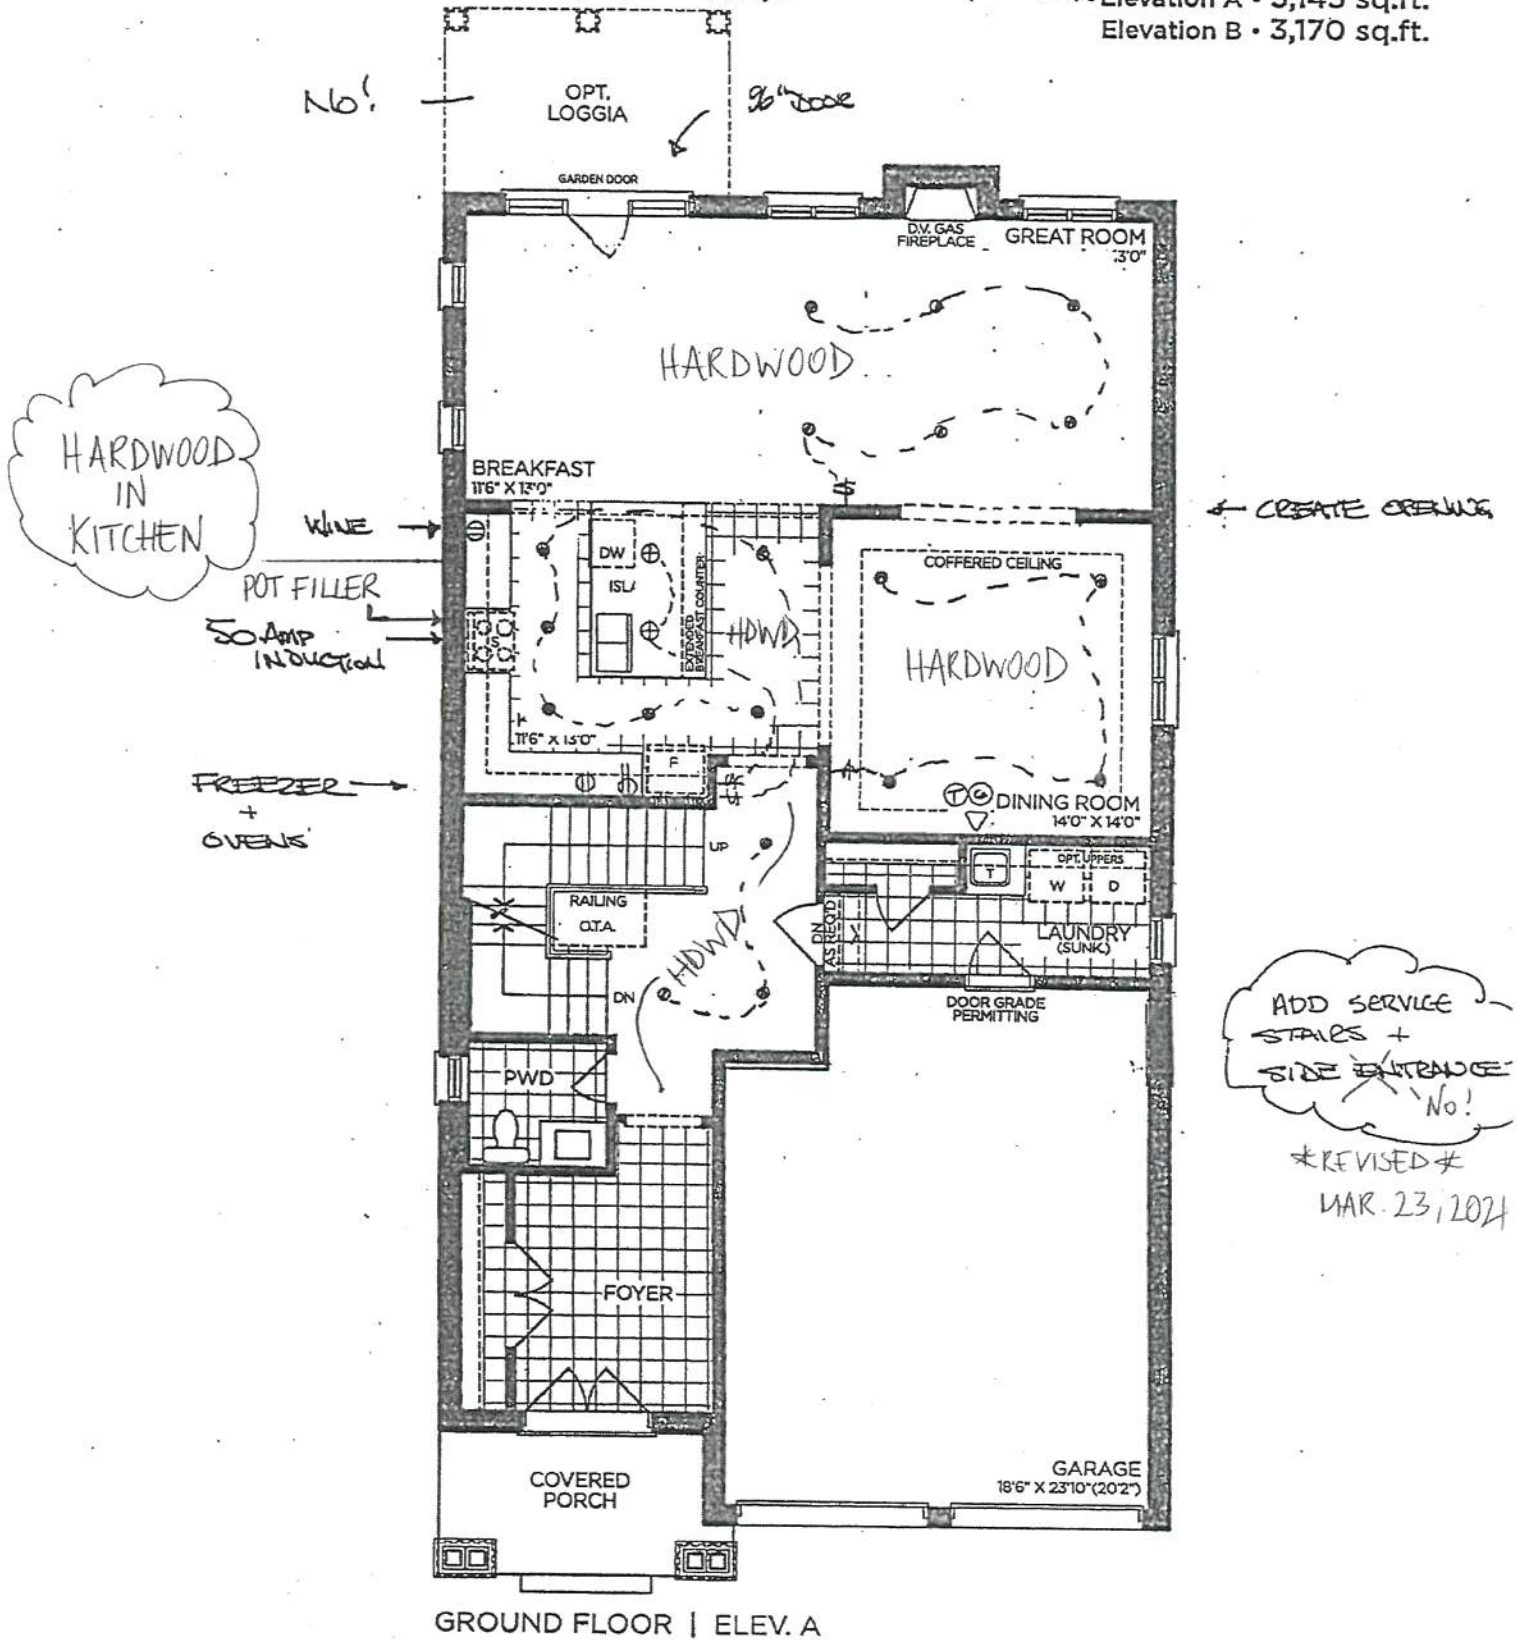 Elevation B • 3,170 sq.ft.
No!
OPT.
LOGGIA
96" DOOR
GARDEN DOOR
D.V. GAS
FIREPLACE
GREAT ROOM
HARDWOOD
HARDWOOD
IN
KITCHEN
BREAKFAST
11'6" X 13'0"
WINE
CREATE OPENING
DW
COFFERED CEILING
POT FILLER
EXTENDED
BREAKFAST COUNTER
HDWD
50 AMP
INDUCTION
S
HARDWOOD
11'6" X 13'0"
F
FREEZER
+
OVENS
T G DINING ROOM
14'0" X 14'0"
UP
OPT. UPPERS
T
W
D
RAILING
O.T.A.
HDWD
DN
AS REQ'D
LAUNDRY
(SUNK.)
DN
DOOR GRADE
PERMITTING
ADD SERVICE
STAIRS +
SIDE ENTRANCE
No!
*REVISED*
MAR. 23, 2021
PWD
FOYER
COVERED
PORCH
GARAGE
18'6" X 23'10"(20'2")
GROUND FLOOR | ELEV. A